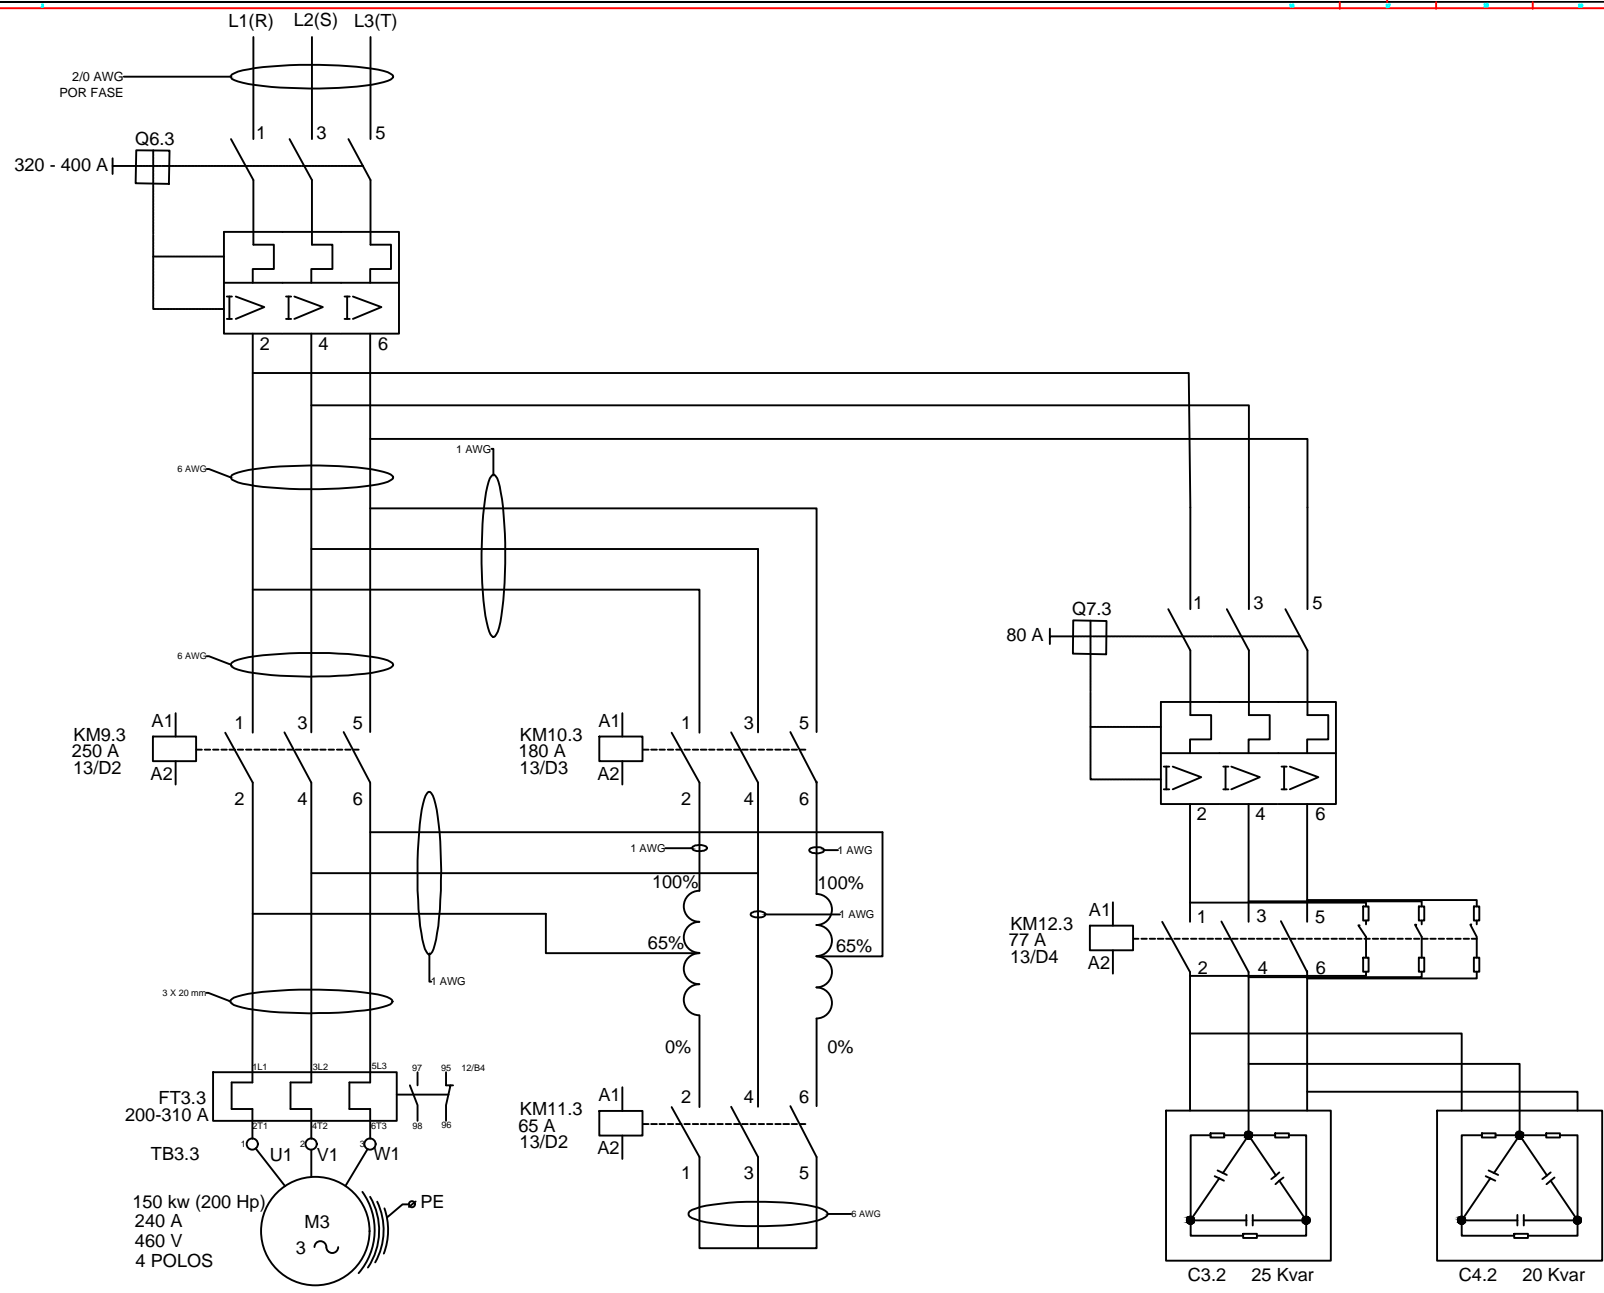 L1(R) L2(S) L3(T)
2/0 AWG
POR FASE
Q6.3
1 3 5
320 - 400 A
2 4 6
1 AWG
6 AWG
6 AWG
Q7.3
1 3 5
80 A
KM9.3
250 A
13/D2
A1
A2
1 3 5
2 4 6
KM10.3
180 A
13/D3
A1
A2
1 3 5
2 4 6
2 4 6
1 AWG
1 AWG
100%
100%
1 AWG
65%
65%
1 AWG
0%
0%
KM12.3
77 A
13/D4
A1
A2
1 3 5
2 4 6
3 X 20 mm
1L1 3L2 5L3
97 95 12/B4
98 96
FT3.3
200-310 A
2T1 4T2 6T3
TB3.3
1 2 3
U1 V1 W1
KM11.3
65 A
13/D2
A1
A2
2 4 6
1 3 5
6 AWG
150 kw (200 Hp)
240 A
460 V
4 POLOS
M3
3
PE
C3.2 25 Kvar
C4.2 20 Kvar